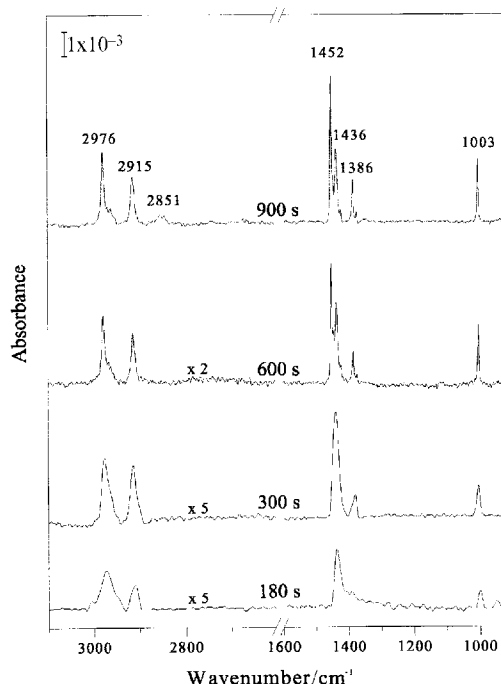 1x10⁻³
1452
2976
1436
1003
2915
1386
2851
900 s
x 2
600 s
x 5
300 s
x 5
180 s
Absorbance
3000
2800
1600
1400
1200
1000
Wavenumber/cm⁻¹